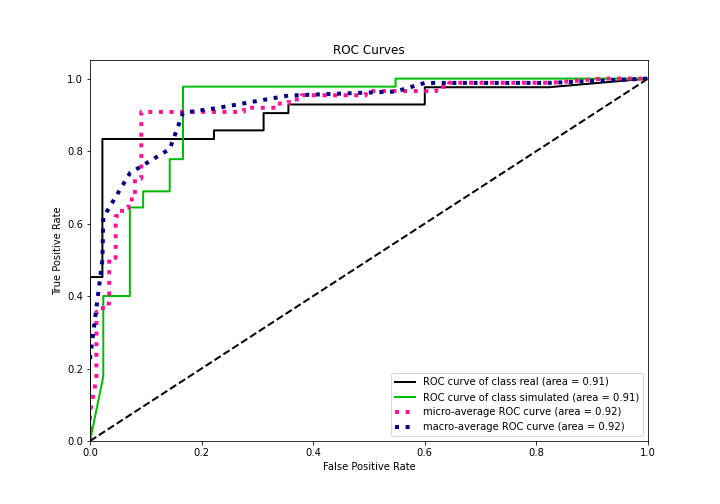 ROC Curves
True Positive Rate
1.0
0.8
0.6
0.4
0.2
0.0
0.0 0.2 0.4 0.6 0.8 1.0
False Positive Rate
ROC curve of class real (area = 0.91)
ROC curve of class simulated (area = 0.91)
micro-average ROC curve (area = 0.92)
macro-average ROC curve (area = 0.92)